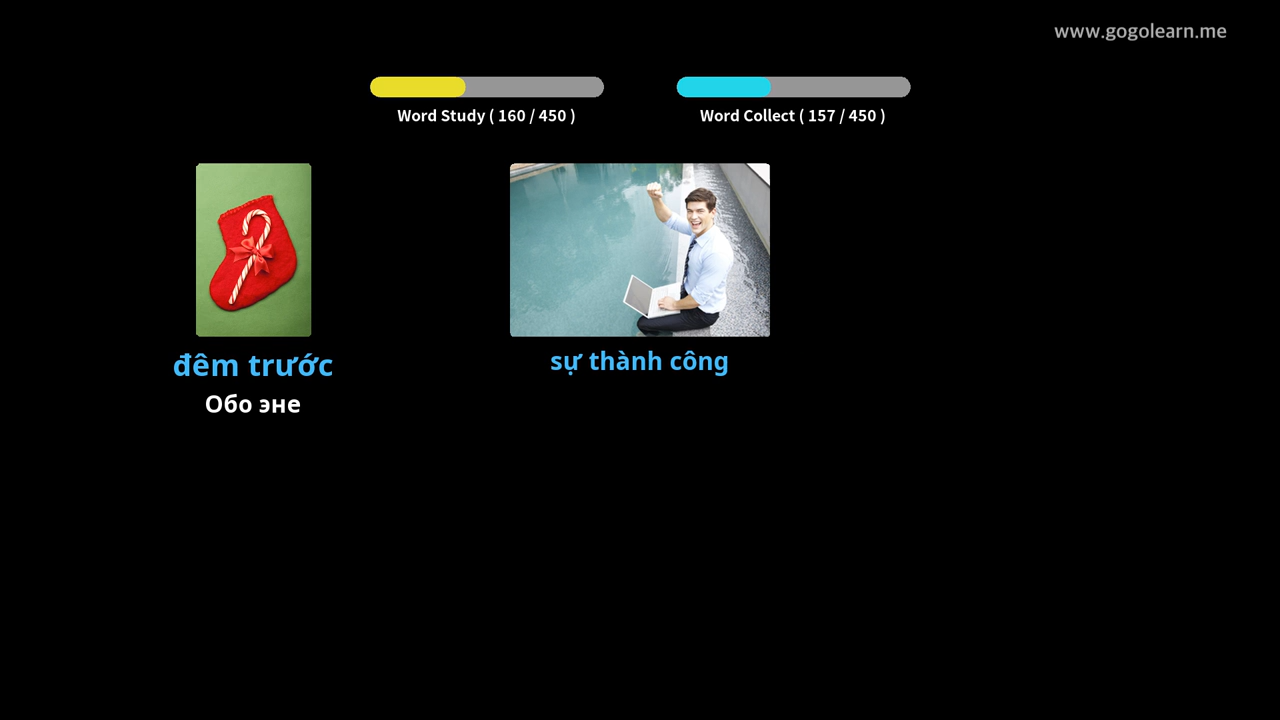 www.gogolearn.me
Word Study ( 160 / 450 )
Word Collect ( 157 / 450 )
đêm trước
Обо эне
sự thành công